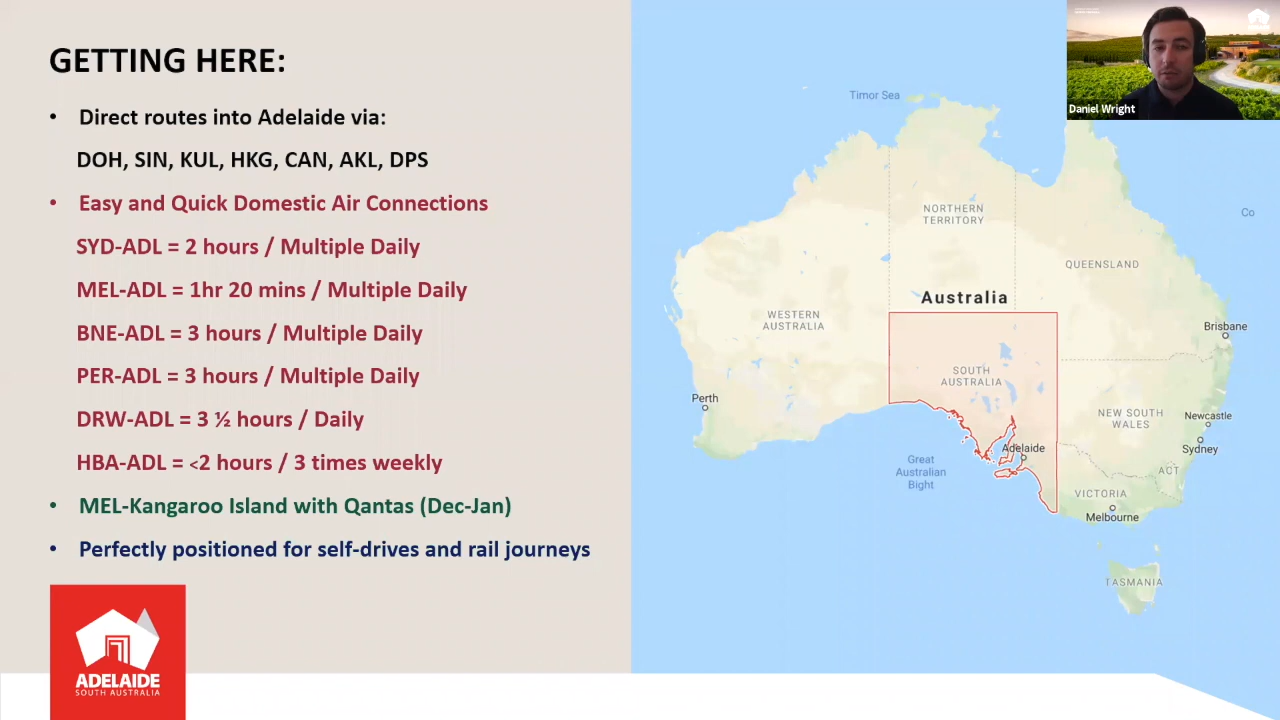 GETTING HERE:
• Direct routes into Adelaide via:
DOH, SIN, KUL, HKG, CAN, AKL, DPS
• Easy and Quick Domestic Air Connections
SYD-ADL = 2 hours / Multiple Daily
MEL-ADL = 1hr 20 mins / Multiple Daily
BNE-ADL = 3 hours / Multiple Daily
PER-ADL = 3 hours / Multiple Daily
DRW-ADL = 3 ½ hours / Daily
HBA-ADL = <2 hours / 3 times weekly
• MEL-Kangaroo Island with Qantas (Dec-Jan)
• Perfectly positioned for self-drives and rail journeys
ADELAIDE
SOUTH AUSTRALIA
Daniel Wright
Timor Sea
Co
NORTHERN
TERRITORY
QUEENSLAND
Australia
WESTERN
AUSTRALIA
Brisbane
SOUTH
AUSTRALIA
Perth
NEW SOUTH
WALES
Newcastle
Adelaide
Sydney
Great
Australian
Bight
ACT
VICTORIA
Melbourne
TASMANIA